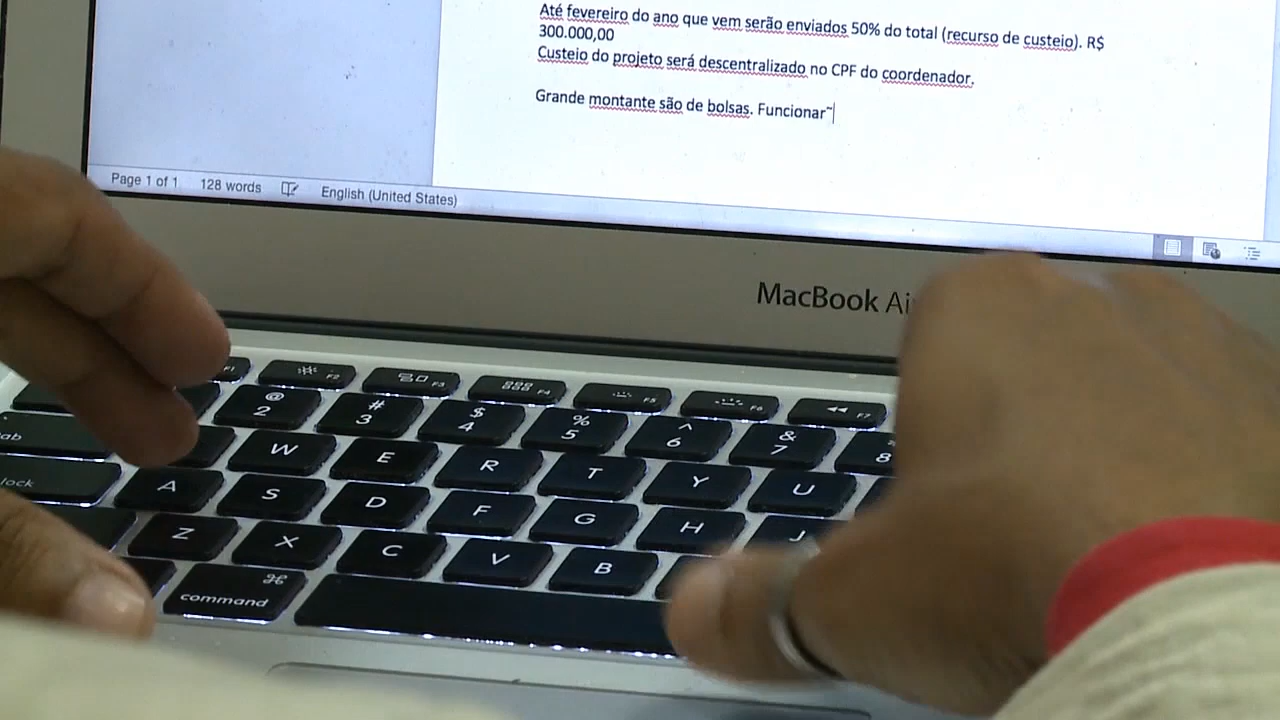 Até fevereiro do ano que vem serão enviados 50% do total (recurso de custeio). R$
300.000,00
Custeio do projeto será descentralizado no CPF do coordenador.
Grande montante são de bolsas. Funcionar~
Page 1 of 1 128 words English (United States)
MacBook Ai
F1 F2 F3 F4 F5 F6 F7
@ # $ % ^ &
2 3 4 5 6 7 8
ab W E R T Y U
lock A S D F G H J
Z X C V B
⌘
command